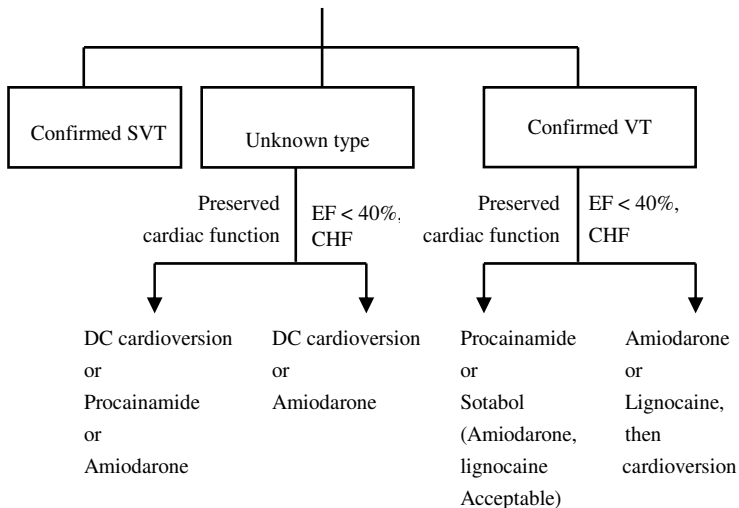 Confirmed SVT
Unknown type
Confirmed VT
Preserved
cardiac function
EF < 40%,
CHF
Preserved
cardiac function
EF < 40%,
CHF
DC cardioversion
or
Procainamide
or
Amiodarone
DC cardioversion
or
Amiodarone
Procainamide
or
Sotabol
(Amiodarone,
lignocaine
Acceptable)
Amiodarone
or
Lignocaine,
then
cardioversion